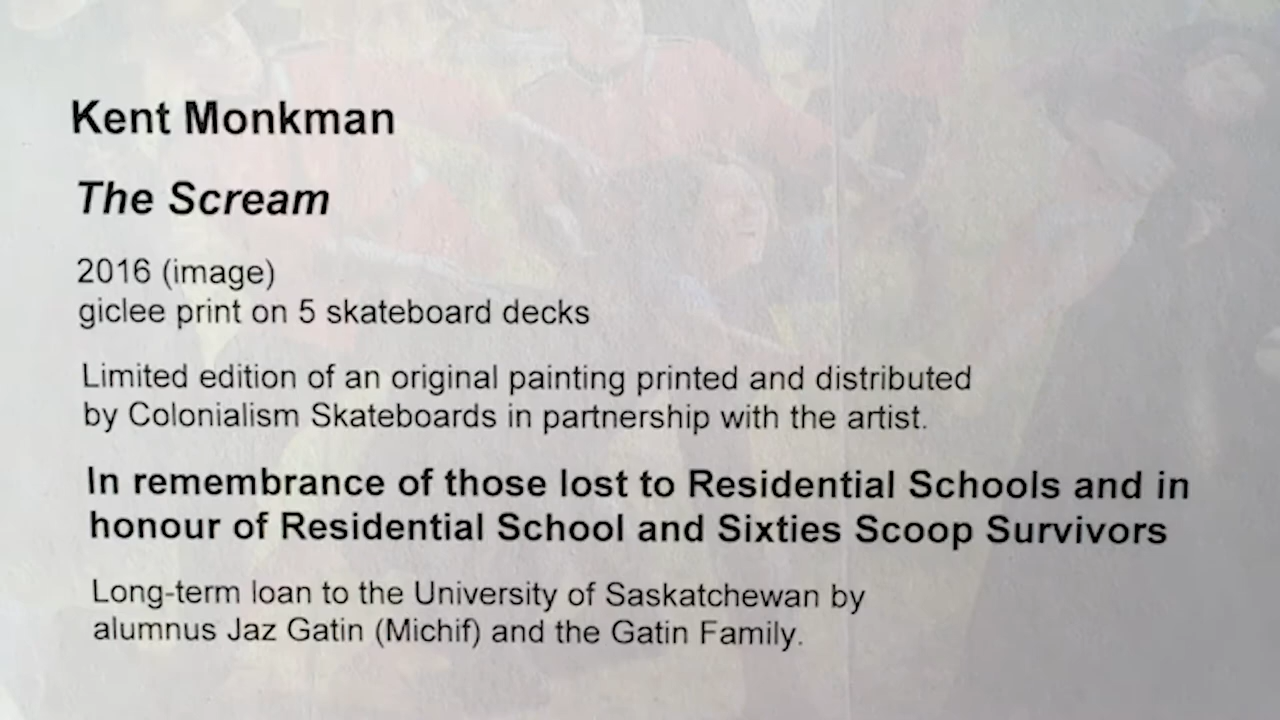 Kent Monkman
The Scream
2016 (image)
giclee print on 5 skateboard decks
Limited edition of an original painting printed and distributed
by Colonialism Skateboards in partnership with the artist.
In remembrance of those lost to Residential Schools and in
honour of Residential School and Sixties Scoop Survivors
Long-term loan to the University of Saskatchewan by
alumnus Jaz Gatin (Michif) and the Gatin Family.